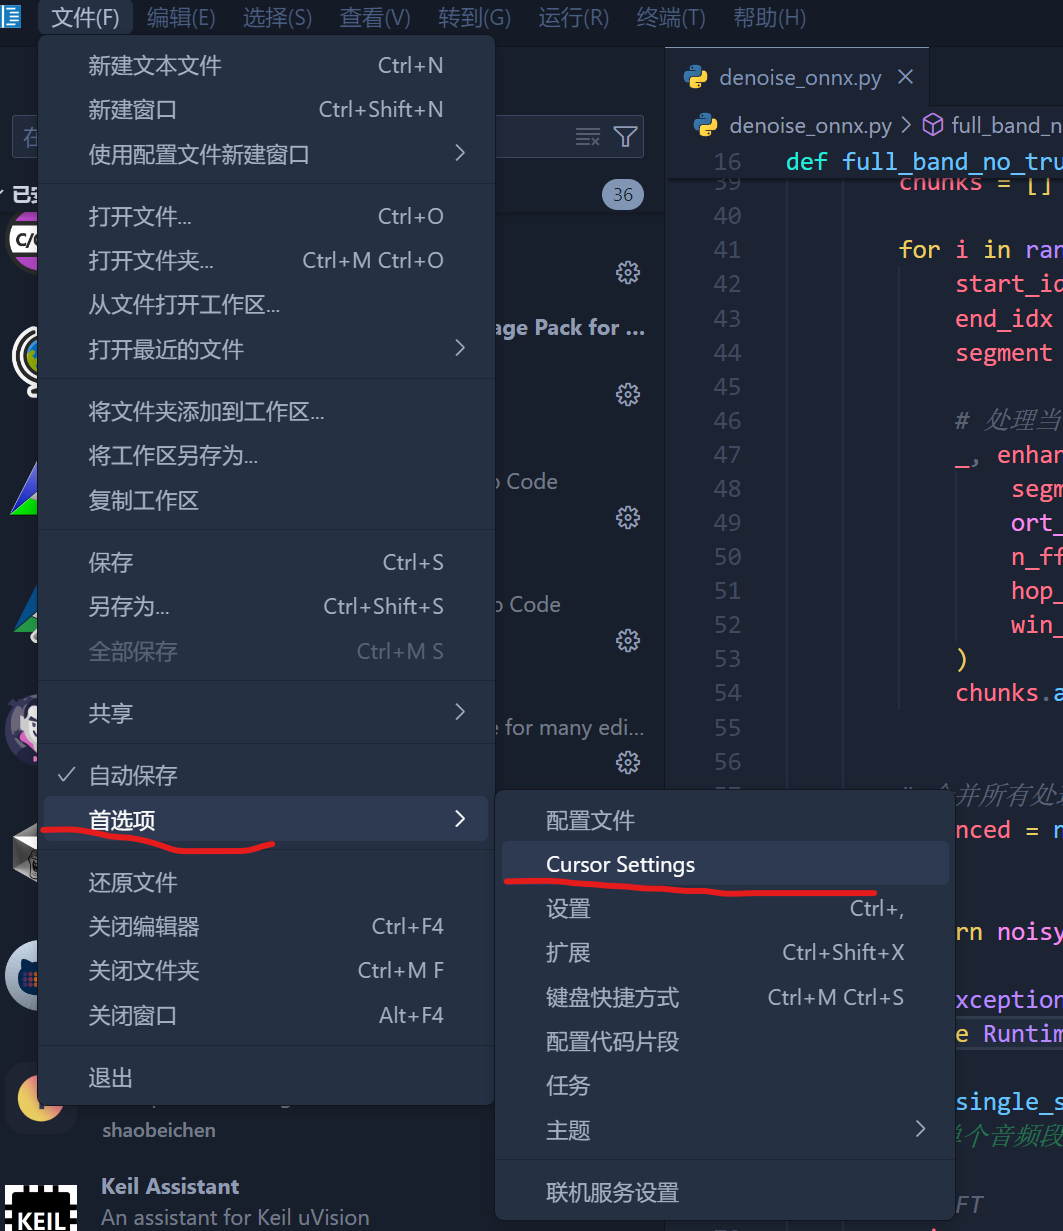 文件(F) 编辑(E) 选择(S) 查看(V) 转到(G) 运行(R) 终端(T) 帮助(H)
新建文本文件 Ctrl+N
新建窗口 Ctrl+Shift+N
使用配置文件新建窗口
打开文件... Ctrl+O
打开文件夹... Ctrl+M Ctrl+O
从文件打开工作区...
打开最近的文件
将文件夹添加到工作区...
将工作区另存为...
复制工作区
保存 Ctrl+S
另存为... Ctrl+Shift+S
全部保存 Ctrl+M S
共享
自动保存
首选项
还原文件
关闭编辑器 Ctrl+F4
关闭文件夹 Ctrl+M F
关闭窗口 Alt+F4
退出
配置文件
Cursor Settings
设置 Ctrl+,
扩展 Ctrl+Shift+X
键盘快捷方式 Ctrl+M Ctrl+S
配置代码片段
任务
主题
联机服务设置
在
36
Pack for ...
Code
Code
for many edi...
shaobeichen
Keil Assistant
An assistant for Keil uVision
KEIL
denoise_onnx.py
denoise_onnx.py > full_band_n
16 def full_band_no_tru
39 chunks = []
40
41 for i in ran
42 start_id
43 end_idx
44 segment
45
46 # 处理当
47 _, enhan
48 segm
49 ort_
50 n_ff
51 hop_
52 win_
53 )
54 chunks.a
55
56
并所有处
nced = n
rn noisy
xception
e Runtim
single_s
个音频段
FT